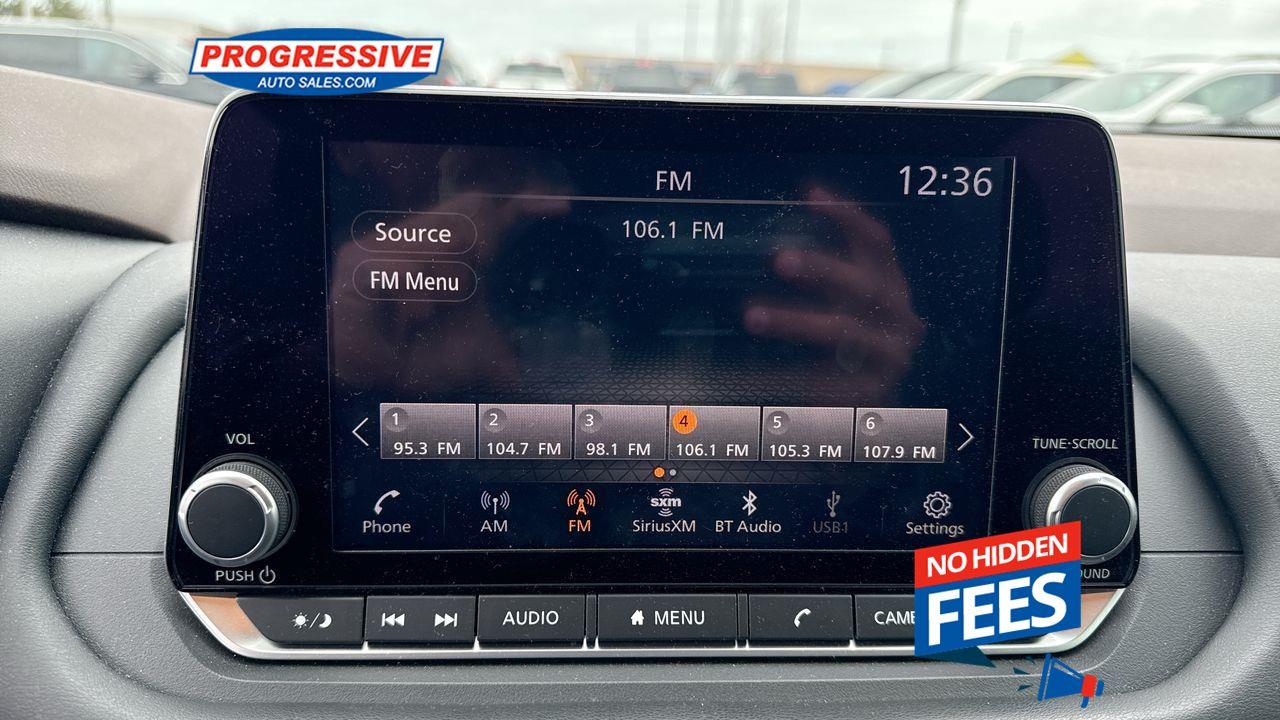 PROGRESSIVE
AUTO SALES.COM
FM
12:36
Source
106.1 FM
FM Menu
1
2
3
4
5
6
95.3 FM
104.7 FM
98.1 FM
106.1 FM
105.3 FM
107.9 FM
VOL
TUNE·SCROLL
Phone
AM
FM
sxm
SiriusXM
BT Audio
USB1
Settings
PUSH
OUND
AUDIO
MENU
CAME
NO HIDDEN
FEES